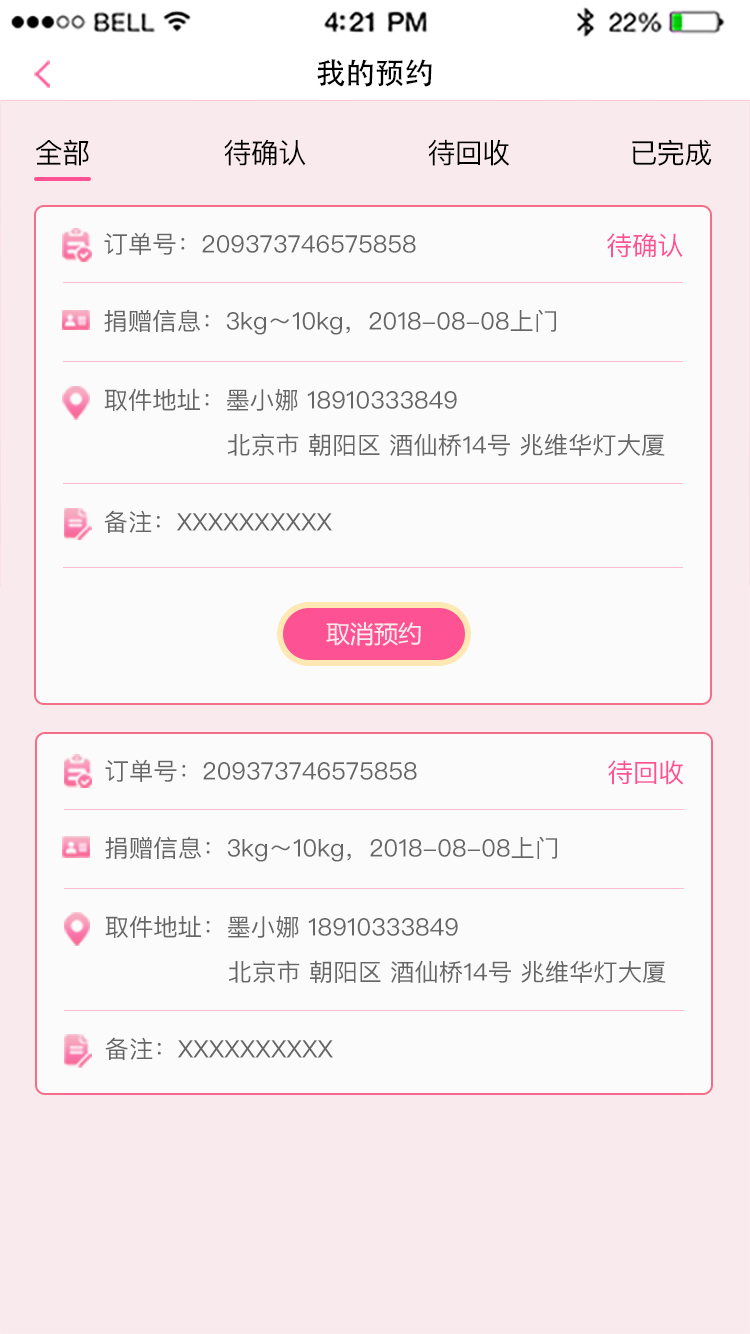 BELL 4:21 PM 22%
我的预约
全部 待确认 待回收 已完成
订单号：209373746575858 待确认
捐赠信息：3kg～10kg，2018-08-08上门
取件地址：墨小娜 18910333849
北京市 朝阳区 酒仙桥14号 兆维华灯大厦
备注：XXXXXXXXXX
取消预约
订单号：209373746575858 待回收
捐赠信息：3kg～10kg，2018-08-08上门
取件地址：墨小娜 18910333849
北京市 朝阳区 酒仙桥14号 兆维华灯大厦
备注：XXXXXXXXXX